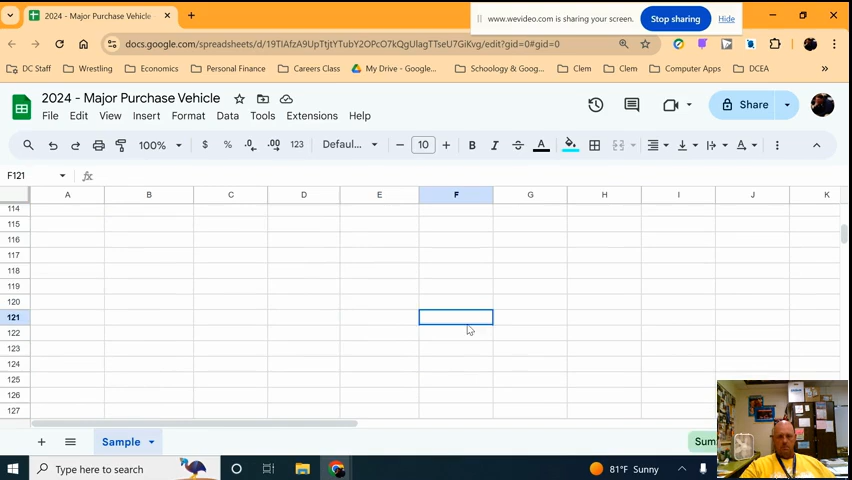 2024 - Major Purchase Vehicle
www.wevideo.com is sharing your screen.
Stop sharing
Hide
docs.google.com/spreadsheets/d/19TIAfzA9UpTtjtYTubY2OPcO7kQgUlagTTseU7GiKvg/edit?gid=0#gid=0
DC Staff
Wrestling
Economics
Personal Finance
Careers Class
My Drive - Google...
Schoology & Goog...
Clem
Clem
Computer Apps
DCEA
2024 - Major Purchase Vehicle
File Edit View Insert Format Data Tools Extensions Help
Share
100% $ % .0 .00 123 Defaul... 10 B I S A
F121 fx
A B C D E F G H I J K
114
115
116
117
118
119
120
121
122
123
124
125
126
127
Sample
Sum
Type here to search
81°F Sunny